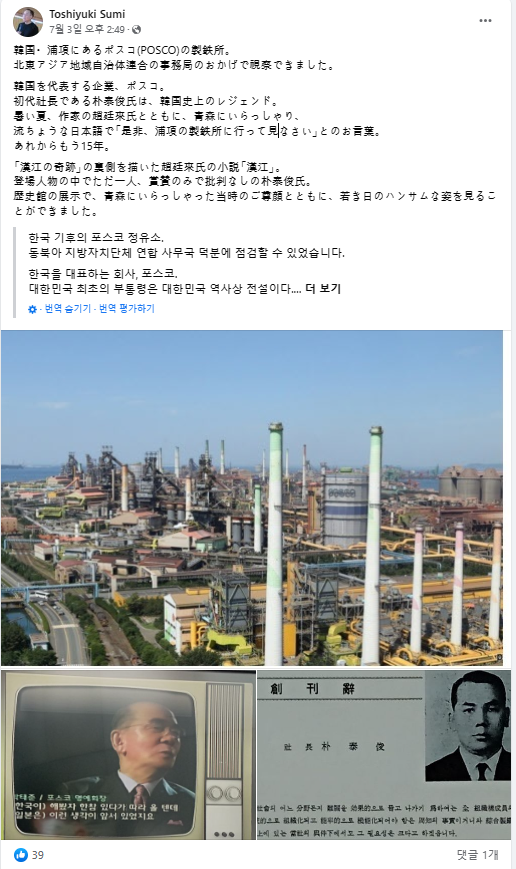 Toshiyuki Sumi
7월 3일 오후 2:49 ·
韓国・浦項にあるポスコ(POSCO)の製鉄所。
北東アジア地域自治体連合の事務局のおかげで視察できました。
韓国を代表する企業、ポスコ。
初代社長である朴泰俊氏は、韓国史上のレジェンド。
暑い夏、作家の趙廷來氏とともに、青森にいらっしゃり、
流ちょうな日本語で「是非、浦項の製鉄所に行って見なさい」とのお言葉。
あれからもう15年。
「漢江の奇跡」の裏側を描いた趙廷來氏の小説「漢江」。
登場人物の中でただ一人、賞賛のみで批判なしの朴泰俊氏。
歴史館の展示で、青森にいらっしゃった当時のご尊顔とともに、若き日のハンサムな姿を見るこ
とができました。
한국 기후의 포스코 정유소.
동북아 지방자치단체 연합 사무국 덕분에 점검할 수 있었습니다.
한국을 대표하는 회사, 포스코.
대한민국 최초의 부통령은 대한민국 역사상 전설이다.... 더 보기
· 번역 숨기기 · 번역 평가하기
posco
박태준 / 포스코 명예회장
한국이) 해봤자 한참 있다가 따라 올 텐데
일본은) 이런 생각이 앞서 있었지요
創刊辭
社長 朴泰俊
39
댓글 1개